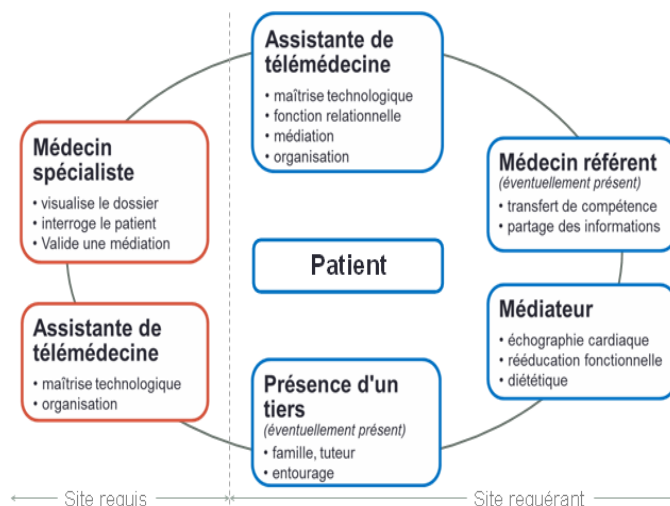 Assistante de
télémédecine
• maîtrise technologique
• fonction relationnelle
• médiation
• organisation
Médecin
spécialiste
• visualise le dossier
• interroge le patient
• Valide une médiation
Médecin référent
(éventuellement présent)
• transfert de compétence
• partage des informations
Patient
Assistante de
télémédecine
• maîtrise technologique
• organisation
Médiateur
• échographie cardiaque
• rééducation fonctionnelle
• diététique
Présence d'un
tiers
(éventuellement présent)
• famille, tuteur
• entourage
Site requis
Site requérant